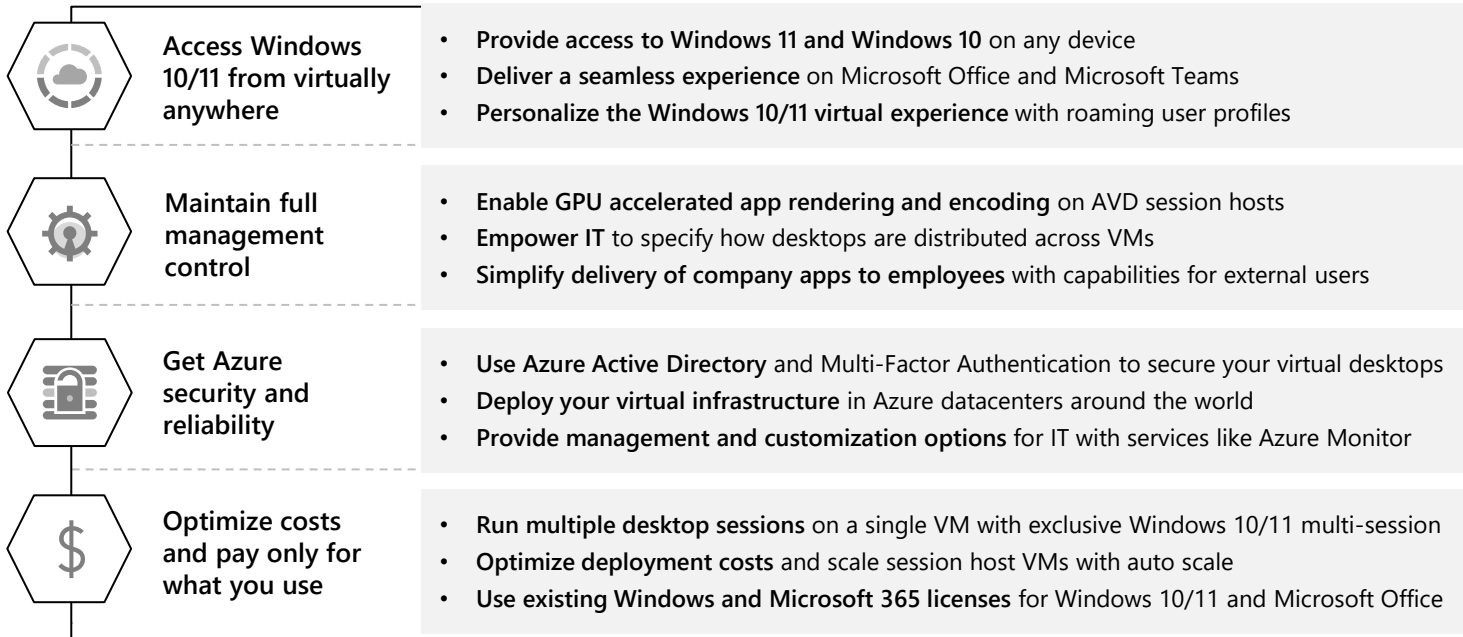 Access Windows
10/11 from virtually
anywhere
• Provide access to Windows 11 and Windows 10 on any device
• Deliver a seamless experience on Microsoft Office and Microsoft Teams
• Personalize the Windows 10/11 virtual experience with roaming user profiles
Maintain full
management
control
• Enable GPU accelerated app rendering and encoding on AVD session hosts
• Empower IT to specify how desktops are distributed across VMs
• Simplify delivery of company apps to employees with capabilities for external users
Get Azure
security and
reliability
• Use Azure Active Directory and Multi-Factor Authentication to secure your virtual desktops
• Deploy your virtual infrastructure in Azure datacenters around the world
• Provide management and customization options for IT with services like Azure Monitor
$
Optimize costs
and pay only for
what you use
• Run multiple desktop sessions on a single VM with exclusive Windows 10/11 multi-session
• Optimize deployment costs and scale session host VMs with auto scale
• Use existing Windows and Microsoft 365 licenses for Windows 10/11 and Microsoft Office